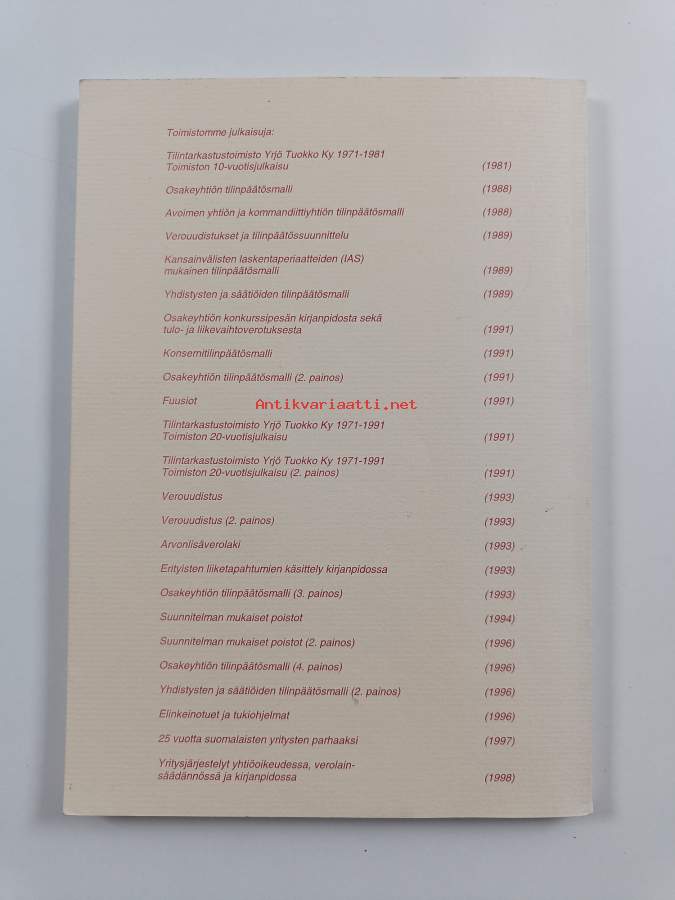 Toimistomme julkaisuja:
Tilintarkastustoimisto Yrjö Tuokko Ky 1971-1981
Toimiston 10-vuotisjulkaisu (1981)
Osakeyhtiön tilinpäätösmalli (1988)
Avoimen yhtiön ja kommandiittiyhtiön tilinpäätösmalli (1988)
Verouudistukset ja tilinpäätössuunnittelu (1989)
Kansainvälisten laskentaperiaatteiden (IAS)
mukainen tilinpäätösmalli (1989)
Yhdistysten ja säätiöiden tilinpäätösmalli (1989)
Osakeyhtiön konkurssipesän kirjanpidosta sekä
tulo- ja liikevaihtoverotuksesta (1991)
Konsernitilinpäätösmalli (1991)
Osakeyhtiön tilinpäätösmalli (2. painos) (1991)
Fuusiot (1991)
Antikvariaatti.net
Tilintarkastustoimisto Yrjö Tuokko Ky 1971-1991
Toimiston 20-vuotisjulkaisu (1991)
Tilintarkastustoimisto Yrjö Tuokko Ky 1971-1991
Toimiston 20-vuotisjulkaisu (2. painos) (1991)
Verouudistus (1993)
Verouudistus (2. painos) (1993)
Arvonlisäverolaki (1993)
Erityisten liiketapahtumien käsittely kirjanpidossa (1993)
Osakeyhtiön tilinpäätösmalli (3. painos) (1993)
Suunnitelman mukaiset poistot (1994)
Suunnitelman mukaiset poistot (2. painos) (1996)
Osakeyhtiön tilinpäätösmalli (4. painos) (1996)
Yhdistysten ja säätiöiden tilinpäätösmalli (2. painos) (1996)
Elinkeinotuet ja tukiohjelmat (1996)
25 vuotta suomalaisten yritysten parhaaksi (1997)
Yritysjärjestelyt yhtiöoikeudessa, verolain-
säädännössä ja kirjanpidossa (1998)